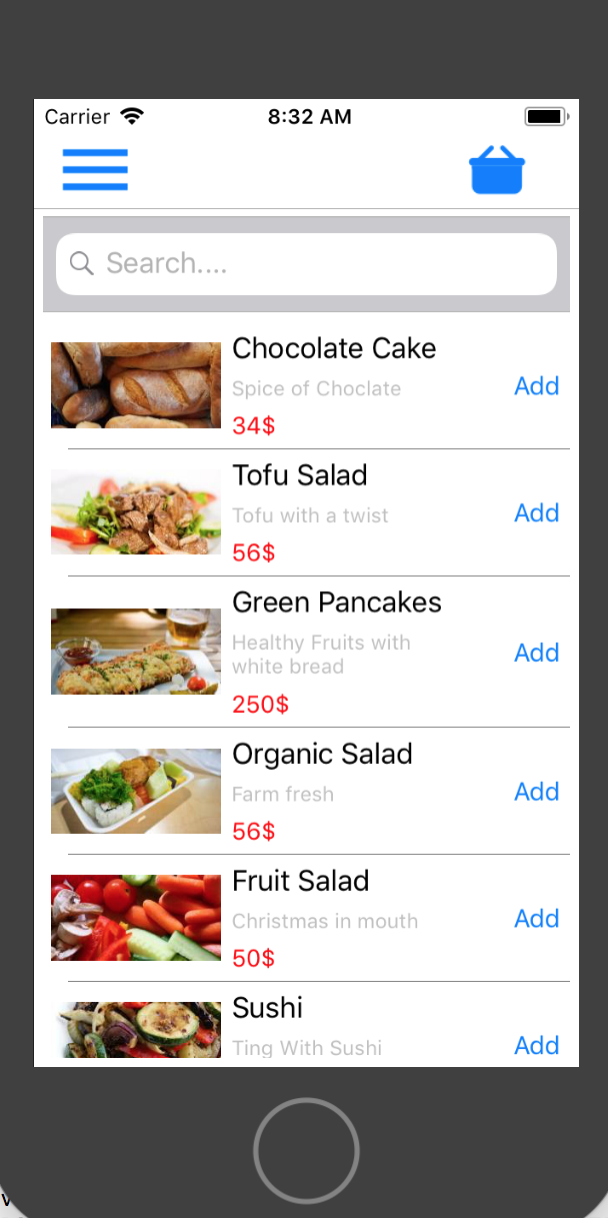 Carrier 8:32 AM
Search....
Chocolate Cake
Spice of Choclate
Add
34$
Tofu Salad
Tofu with a twist
Add
56$
Green Pancakes
Healthy Fruits with
white bread
Add
250$
Organic Salad
Farm fresh
Add
56$
Fruit Salad
Christmas in mouth
Add
50$
Sushi
Ting With Sushi
Add